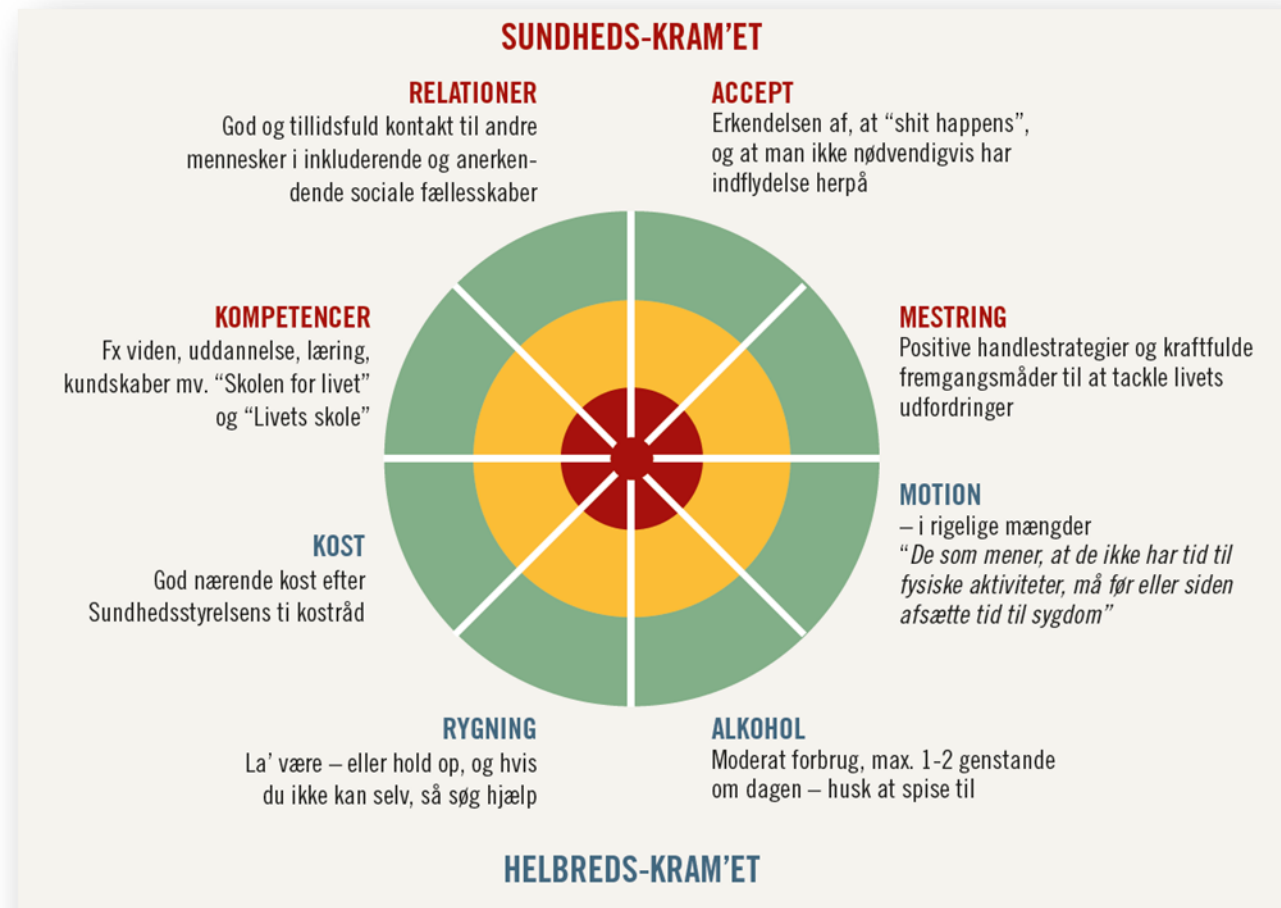 SUNDHEDS-KRAM’ET
RELATIONER
God og tillidsfuld kontakt til andre
mennesker i inkluderende og anerken-
dende sociale fællesskaber
ACCEPT
Erkendelsen af, at “shit happens”,
og at man ikke nødvendigvis har
indflydelse herpå
KOMPETENCER
Fx viden, uddannelse, læring,
kundskaber mv. “Skolen for livet”
og “Livets skole”
MESTRING
Positive handlestrategier og kraftfulde
fremgangsmåder til at tackle livets
udfordringer
KOST
God nærende kost efter
Sundhedsstyrelsens ti kostråd
MOTION
– i rigelige mængder
“De som mener, at de ikke har tid til
fysiske aktiviteter, må før eller siden
afsætte tid til sygdom”
RYGNING
La’ være – eller hold op, og hvis
du ikke kan selv, så søg hjælp
ALKOHOL
Moderat forbrug, max. 1-2 genstande
om dagen – husk at spise til
HELBREDS-KRAM’ET